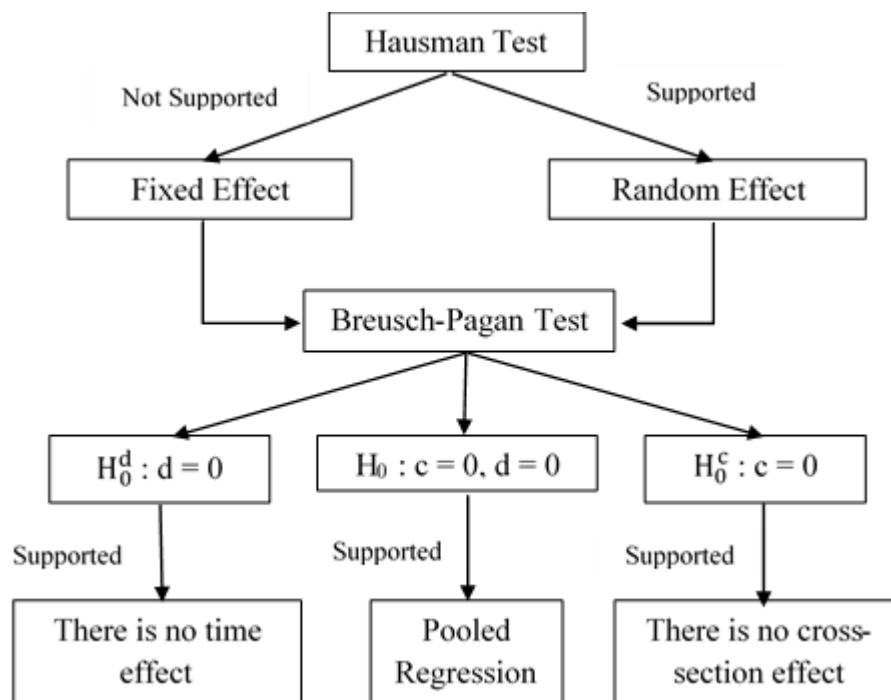 Hausman Test
Not Supported
Supported
Fixed Effect
Random Effect
Breusch-Pagan Test
H₀ᵈ : d = 0
H₀ : c = 0, d = 0
H₀ᶜ : c = 0
Supported
Supported
Supported
There is no time
effect
Pooled
Regression
There is no cross-
section effect